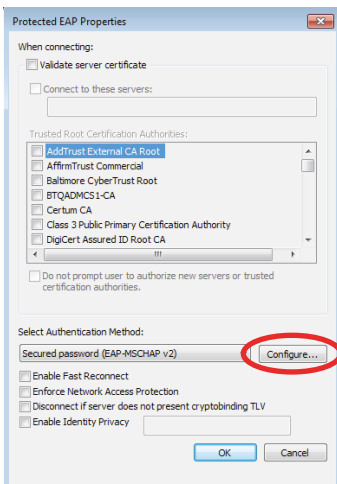 Protected EAP Properties
When connecting:
Validate server certificate
Connect to these servers:
Trusted Root Certification Authorities:
AddTrust External CA Root
AffirmTrust Commercial
Baltimore CyberTrust Root
BTQADMCS1-CA
Certum CA
Class 3 Public Primary Certification Authority
DigiCert Assured ID Root CA
Do not prompt user to authorize new servers or trusted
certification authorities.
Select Authentication Method:
Secured password (EAP-MSCHAP v2) Configure...
Enable Fast Reconnect
Enforce Network Access Protection
Disconnect if server does not present cryptobinding TLV
Enable Identity Privacy
OK Cancel